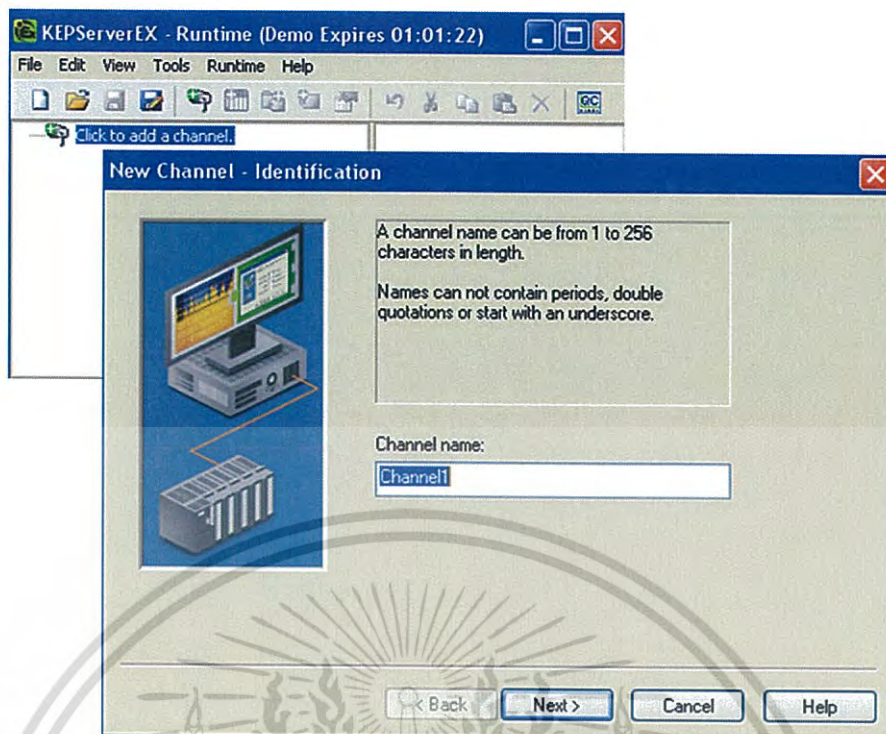 KEPServerEX - Runtime (Demo Expires 01:01:22)
File Edit View Tools Runtime Help
QC
Click to add a channel.
New Channel - Identification
A channel name can be from 1 to 256
characters in length.
Names can not contain periods, double
quotations or start with an underscore.
Channel name:
Channel1
< Back Next > Cancel Help